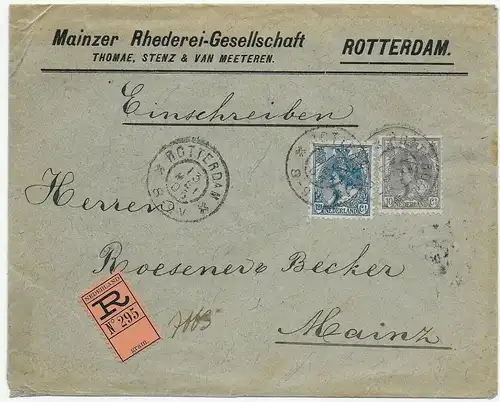 Mainzer Rhederei-Gesellschaft
THOMAE, STENZ & VAN MEETEREN.
ROTTERDAM.
Einschreiben
ROTTERDAM
NEDERLAND
NEDERLAND
Herren
Roesener & Becker
Mainz
NEDERLAND
R
No 295